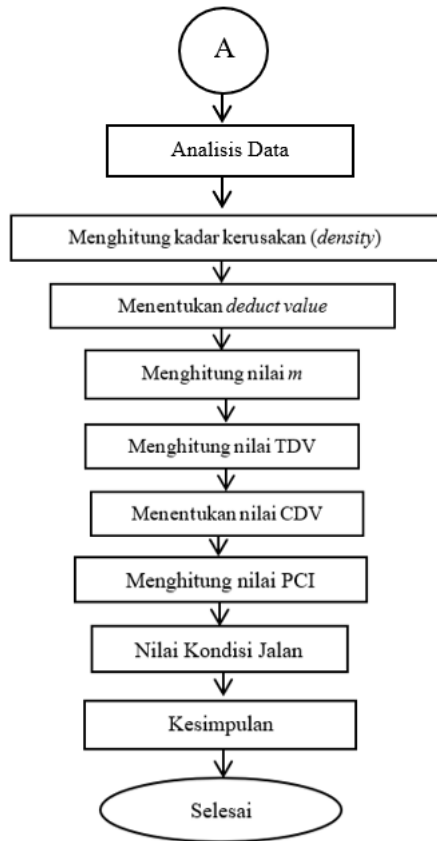 A
Analisis Data
Menghitung kadar kerusakan (density)
Menentukan deduct value
Menghitung nilai m
Menghitung nilai TDV
Menentukan nilai CDV
Menghitung nilai PCI
Nilai Kondisi Jalan
Kesimpulan
Selesai